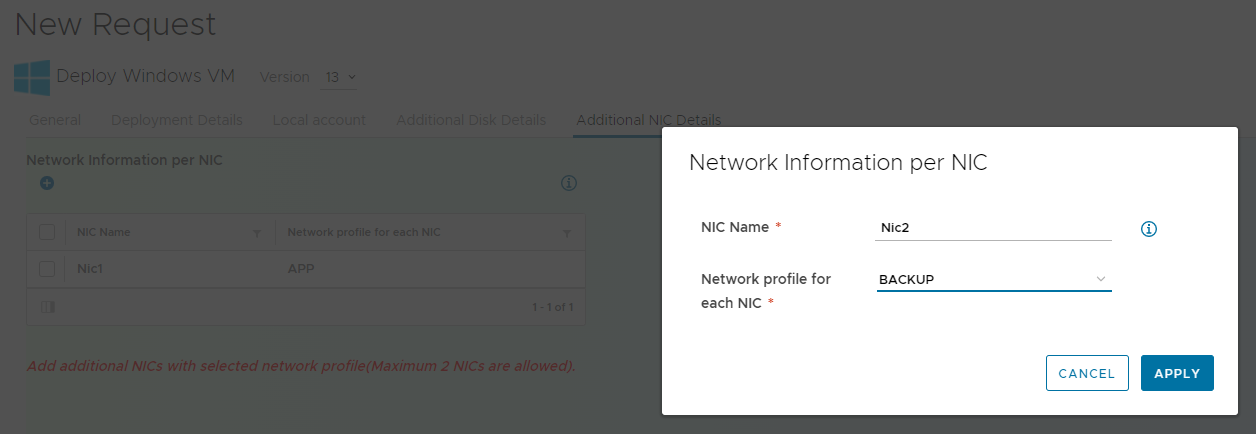 New Request
Deploy Windows VM Version 13
General Deployment Details Local account Additional Disk Details Additional NIC Details
Network Information per NIC
NIC Name Network profile for each NIC
Nic1 APP
1 - 1 of 1
Add additional NICs with selected network profile(Maximum 2 NICs are allowed).
Network Information per NIC
NIC Name * Nic2
Network profile for
each NIC * BACKUP
CANCEL APPLY